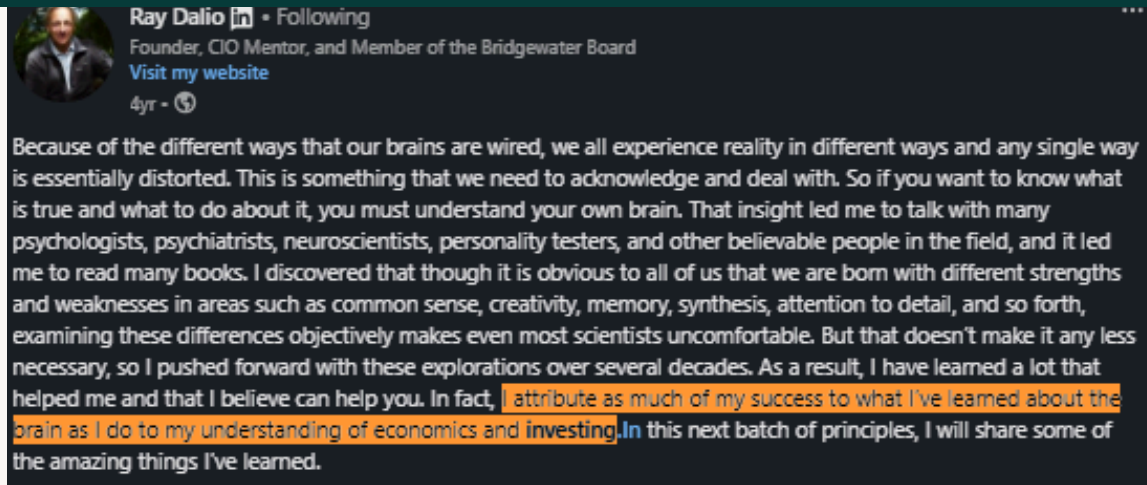 Ray Dalio in • Following
Founder, CIO Mentor, and Member of the Bridgewater Board
Visit my website
4yr •
Because of the different ways that our brains are wired, we all experience reality in different ways and any single way
is essentially distorted. This is something that we need to acknowledge and deal with. So if you want to know what
is true and what to do about it, you must understand your own brain. That insight led me to talk with many
psychologists, psychiatrists, neuroscientists, personality testers, and other believable people in the field, and it led
me to read many books. I discovered that though it is obvious to all of us that we are born with different strengths
and weaknesses in areas such as common sense, creativity, memory, synthesis, attention to detail, and so forth,
examining these differences objectively makes even most scientists uncomfortable. But that doesn't make it any less
necessary, so I pushed forward with these explorations over several decades. As a result, I have learned a lot that
helped me and that I believe can help you. In fact, I attribute as much of my success to what I've learned about the
brain as I do to my understanding of economics and investing.In this next batch of principles, I will share some of
the amazing things I've learned.